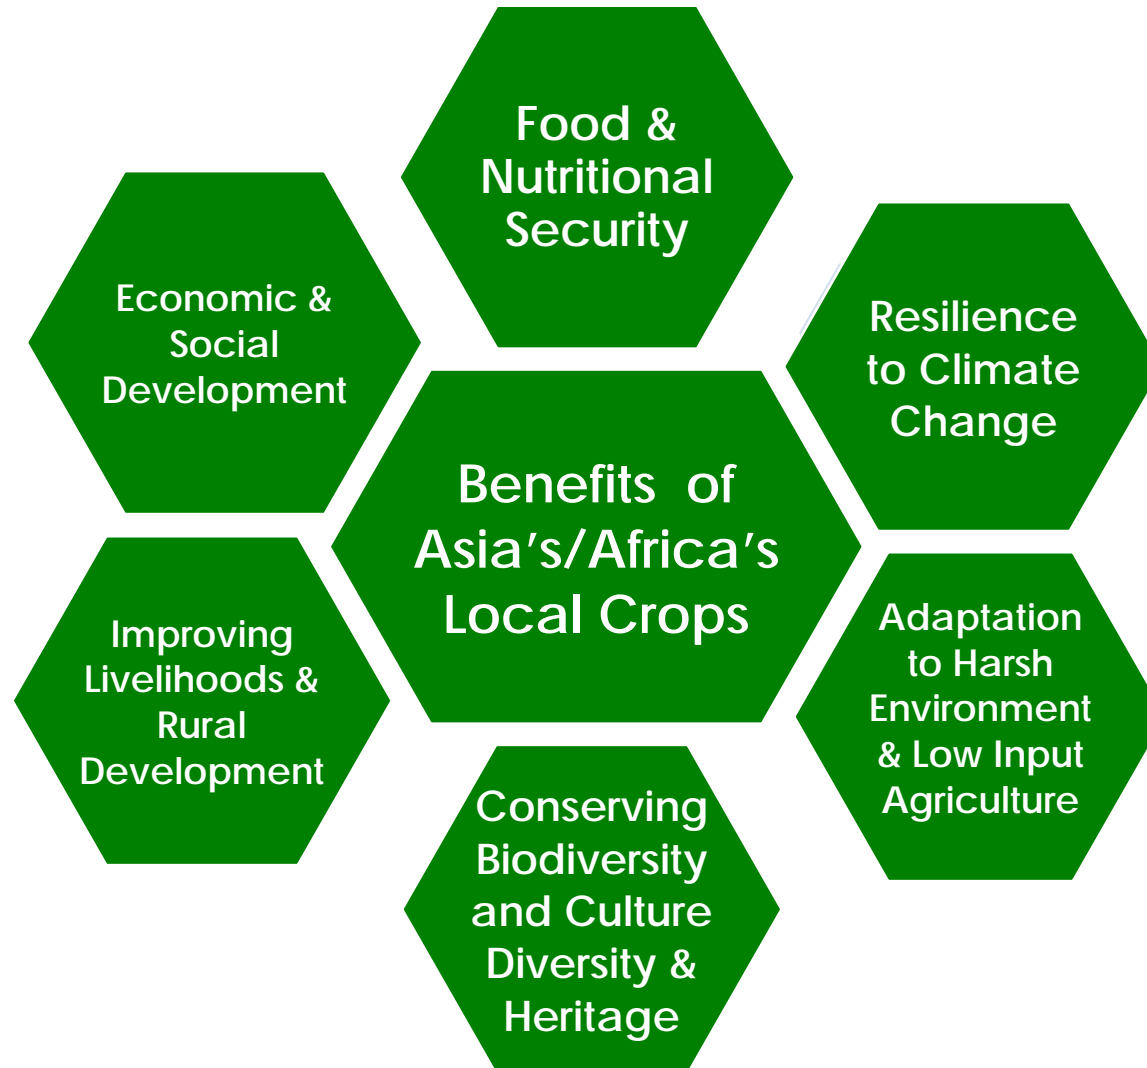 Food &
Nutritional
Security
Economic &
Social
Development
Resilience
to Climate
Change
Benefits of
Asia’s/Africa’s
Local Crops
Improving
Livelihoods &
Rural
Development
Adaptation
to Harsh
Environment
& Low Input
Agriculture
Conserving
Biodiversity
and Culture
Diversity &
Heritage